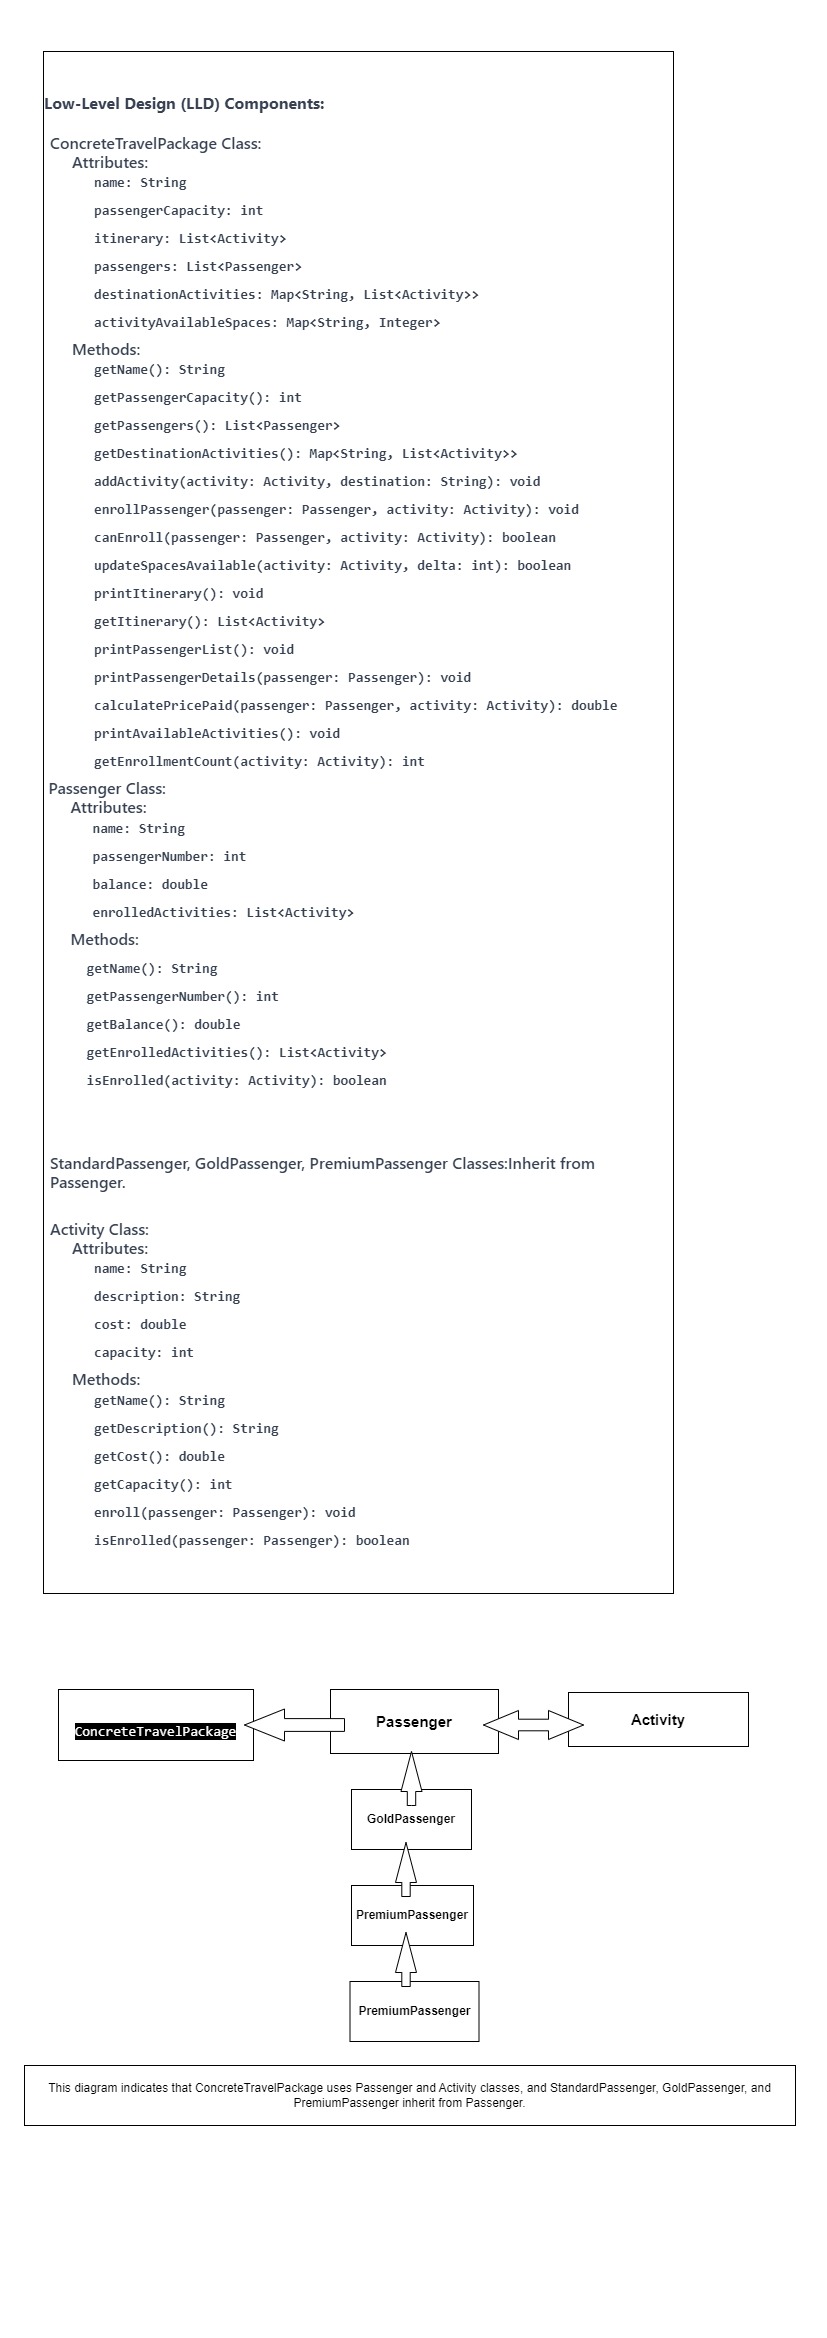 Low-Level Design (LLD) Components:
ConcreteTravelPackage Class:
Attributes:
name: String
passengerCapacity: int
itinerary: List<Activity>
passengers: List<Passenger>
destinationActivities: Map<String, List<Activity>>
activityAvailableSpaces: Map<String, Integer>
Methods:
getName(): String
getPassengerCapacity(): int
getPassengers(): List<Passenger>
getDestinationActivities(): Map<String, List<Activity>>
addActivity(activity: Activity, destination: String): void
enrollPassenger(passenger: Passenger, activity: Activity): void
canEnroll(passenger: Passenger, activity: Activity): boolean
updateSpacesAvailable(activity: Activity, delta: int): boolean
printItinerary(): void
getItinerary(): List<Activity>
printPassengerList(): void
printPassengerDetails(passenger: Passenger): void
calculatePricePaid(passenger: Passenger, activity: Activity): double
printAvailableActivities(): void
getEnrollmentCount(activity: Activity): int
Passenger Class:
Attributes:
name: String
passengerNumber: int
balance: double
enrolledActivities: List<Activity>
Methods:
getName(): String
getPassengerNumber(): int
getBalance(): double
getEnrolledActivities(): List<Activity>
isEnrolled(activity: Activity): boolean
StandardPassenger, GoldPassenger, PremiumPassenger Classes:Inherit from
Passenger.
Activity Class:
Attributes:
name: String
description: String
cost: double
capacity: int
Methods:
getName(): String
getDescription(): String
getCost(): double
getCapacity(): int
enroll(passenger: Passenger): void
isEnrolled(passenger: Passenger): boolean
ConcreteTravelPackage
Passenger
Activity
GoldPassenger
PremiumPassenger
PremiumPassenger
This diagram indicates that ConcreteTravelPackage uses Passenger and Activity classes, and StandardPassenger, GoldPassenger, and
PremiumPassenger inherit from Passenger.